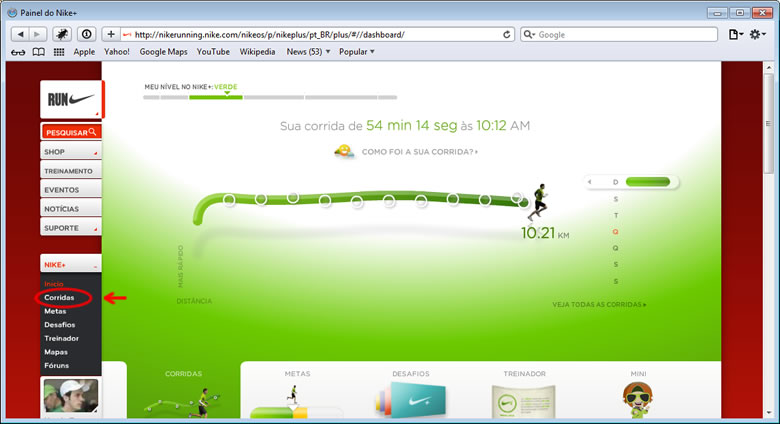 Painel do Nike+
http://nikerunning.nike.com/nikeos/p/nikeplus/pt_BR/plus/#//dashboard/
Google
Apple Yahoo! Google Maps YouTube Wikipedia News (53) Popular
RUN
PESQUISAR
SHOP
TREINAMENTO
EVENTOS
NOTÍCIAS
SUPORTE
NIKE+
Início
Corridas
Metas
Desafios
Treinador
Mapas
Fóruns
MEU NÍVEL NO NIKE+: VERDE
Sua corrida de 54 min 14 seg às 10:12 AM
COMO FOI A SUA CORRIDA?
MAIS RÁPIDO
DISTÂNCIA
10.21 KM
D
S
T
Q
Q
S
S
VEJA TODAS AS CORRIDAS
CORRIDAS METAS DESAFIOS TREINADOR MINI